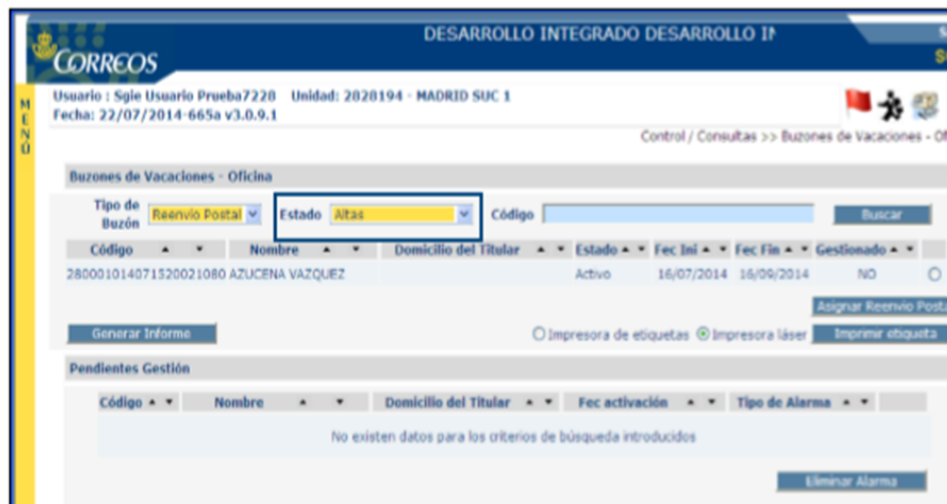 DESARROLLO INTEGRADO DESARROLLO IN
CORREOS
MENÚ
Usuario : Sgie Usuario Prueba7220 Unidad: 2820194 - MADRID SUC 1
Fecha: 22/07/2014-665a v3.0.9.1
Control / Consultas >> Buzones de Vacaciones - Of
Buzones de Vacaciones - Oficina
Tipo de Buzón Reenvio Postal Estado Altas Código Buscar
Código Nombre Domicilio del Titular Estado Fec Ini Fec Fin Gestionado
280001014071520021080 AZUCENA VAZQUEZ Activo 16/07/2014 16/09/2014 NO
Asignar Reenvio Posta
Generar Informe Impresora de etiquetas Impresora láser Imprimir etiqueta
Pendientes Gestión
Código Nombre Domicilio del Titular Fec activación Tipo de Alarma
No existen datos para los criterios de búsqueda introducidos
Eliminar Alarma